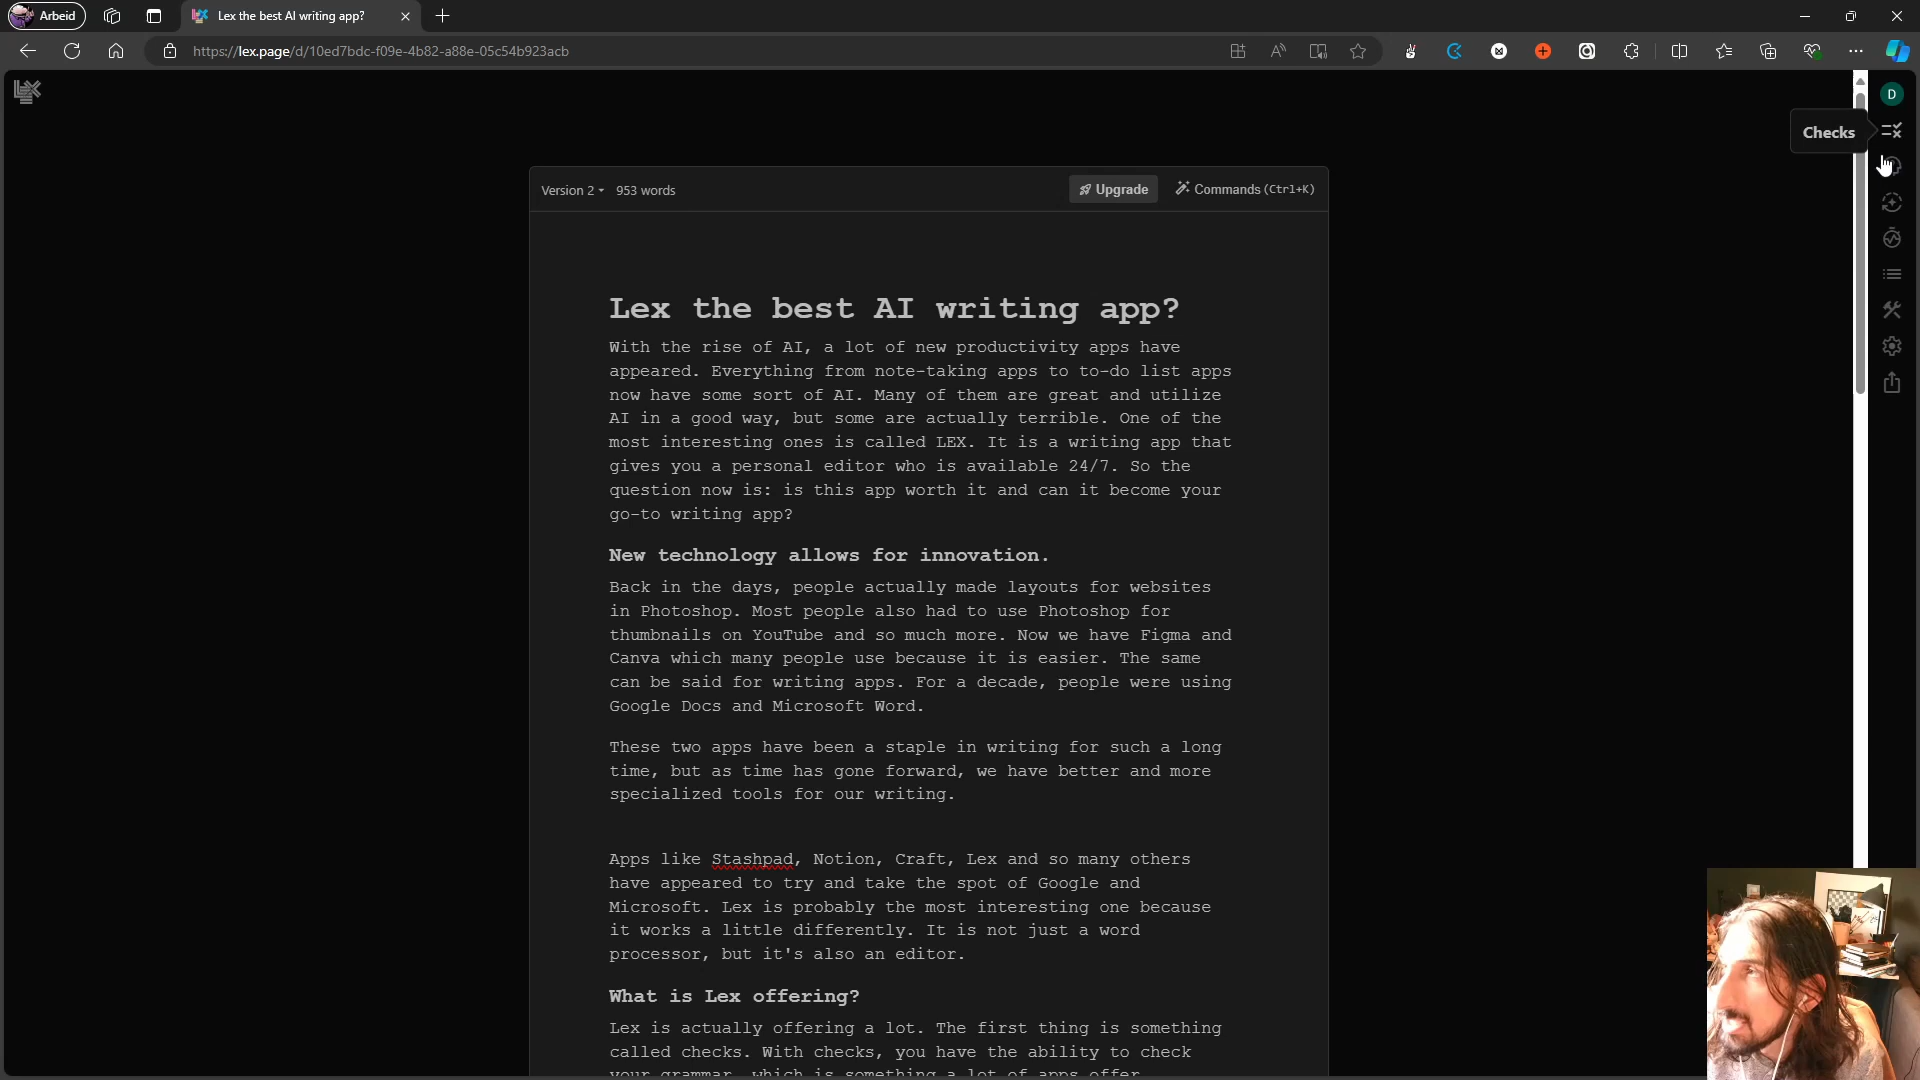 Arbeid
Lex the best AI writing app?
https://lex.page/d/10ed7bdc-f09e-4b82-a88e-05c54b923acb
D
Checks
Version 2
953 words
Upgrade
Commands (Ctrl+K)
Lex the best AI writing app?
With the rise of AI, a lot of new productivity apps have
appeared. Everything from note-taking apps to to-do list apps
now have some sort of AI. Many of them are great and utilize
AI in a good way, but some are actually terrible. One of the
most interesting ones is called LEX. It is a writing app that
gives you a personal editor who is available 24/7. So the
question now is: is this app worth it and can it become your
go-to writing app?
New technology allows for innovation.
Back in the days, people actually made layouts for websites
in Photoshop. Most people also had to use Photoshop for
thumbnails on YouTube and so much more. Now we have Figma and
Canva which many people use because it is easier. The same
can be said for writing apps. For a decade, people were using
Google Docs and Microsoft Word.
These two apps have been a staple in writing for such a long
time, but as time has gone forward, we have better and more
specialized tools for our writing.
Apps like Stashpad, Notion, Craft, Lex and so many others
have appeared to try and take the spot of Google and
Microsoft. Lex is probably the most interesting one because
it works a little differently. It is not just a word
processor, but it's also an editor.
What is Lex offering?
Lex is actually offering a lot. The first thing is something
called checks. With checks, you have the ability to check
your grammar, which is something a lot of apps offer